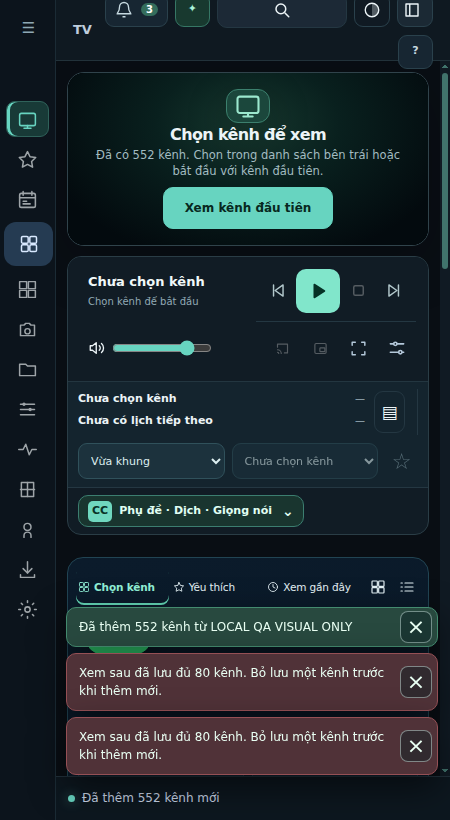 TV
3
?
Chọn kênh để xem
Đã có 552 kênh. Chọn trong danh sách bên trái hoặc
bắt đầu với kênh đầu tiên.
Xem kênh đầu tiên
Chưa chọn kênh
Chọn kênh để bắt đầu
Chưa chọn kênh —
Chưa có lịch tiếp theo —
Vừa khung
Chưa chọn kênh
CC Phụ đề · Dịch · Giọng nói
Chọn kênh
Yêu thích
Xem gần đây
Đã thêm 552 kênh từ LOCAL QA VISUAL ONLY
Xem sau đã lưu đủ 80 kênh. Bỏ lưu một kênh trước
khi thêm mới.
Xem sau đã lưu đủ 80 kênh. Bỏ lưu một kênh trước
khi thêm mới.
Đã thêm 552 kênh mới